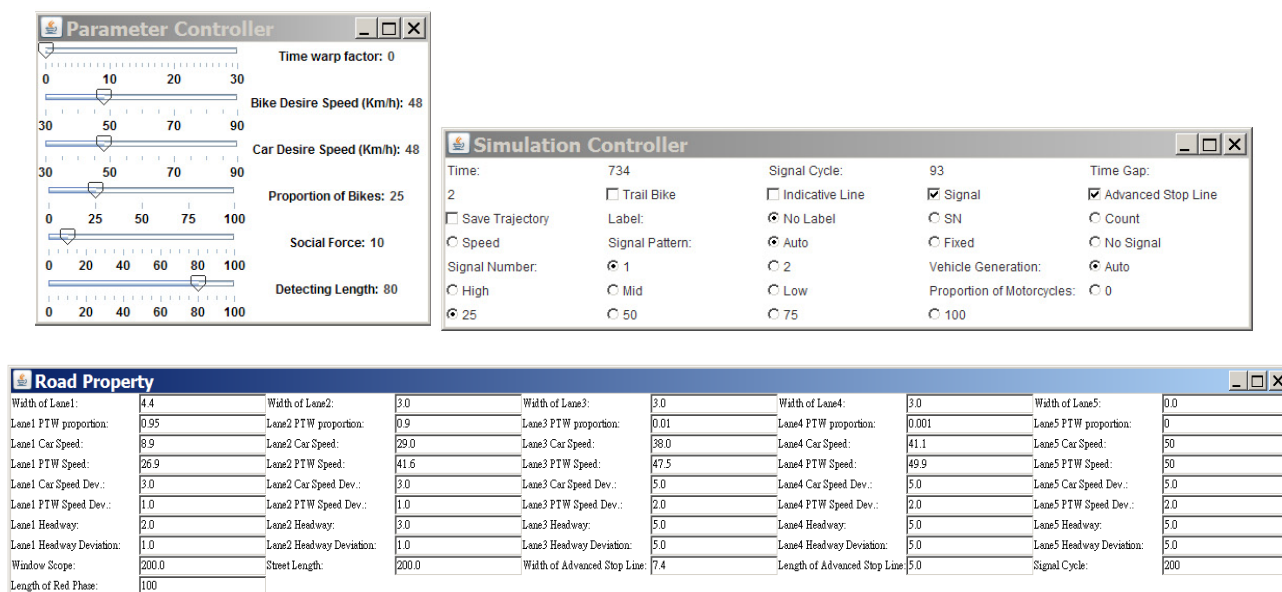 Parameter Controller
Time warp factor: 0
0 10 20 30
Bike Desire Speed (Km/h): 48
30 50 70 90
Car Desire Speed (Km/h): 48
30 50 70 90
Proportion of Bikes: 25
0 25 50 75 100
Social Force: 10
0 20 40 60 80 100
Detecting Length: 80
0 20 40 60 80 100
Simulation Controller
Time: 734 Signal Cycle: 93 Time Gap:
2 Trail Bike Indicative Line Signal Advanced Stop Line
Save Trajectory Label: No Label SN Count
Speed Signal Pattern: Auto Fixed No Signal
Signal Number: 1 2 Vehicle Generation: Auto
High Mid Low Proportion of Motorcycles: 0
25 50 75 100
Road Property
Width of Lane1: 4.4 Width of Lane2: 3.0 Width of Lane3: 3.0 Width of Lane4: 3.0 Width of Lane5: 0.0
Lane1 PTW proportion: 0.95 Lane2 PTW proportion: 0.9 Lane3 PTW proportion: 0.01 Lane4 PTW proportion: 0.001 Lane5 PTW proportion: 0
Lane1 Car Speed: 8.9 Lane2 Car Speed: 29.0 Lane3 Car Speed: 38.0 Lane4 Car Speed: 41.1 Lane5 Car Speed: 50
Lane1 PTW Speed: 26.9 Lane2 PTW Speed: 41.6 Lane3 PTW Speed: 47.5 Lane4 PTW Speed: 49.9 Lane5 PTW Speed: 50
Lane1 Car Speed Dev.: 3.0 Lane2 Car Speed Dev.: 3.0 Lane3 Car Speed Dev.: 5.0 Lane4 Car Speed Dev.: 5.0 Lane5 Car Speed Dev.: 5.0
Lane1 PTW Speed Dev.: 1.0 Lane2 PTW Speed Dev.: 1.0 Lane3 PTW Speed Dev.: 2.0 Lane4 PTW Speed Dev.: 2.0 Lane5 PTW Speed Dev.: 2.0
Lane1 Headway: 2.0 Lane2 Headway: 3.0 Lane3 Headway: 5.0 Lane4 Headway: 5.0 Lane5 Headway: 5.0
Lane1 Headway Deviation: 1.0 Lane2 Headway Deviation: 1.0 Lane3 Headway Deviation: 5.0 Lane4 Headway Deviation: 5.0 Lane5 Headway Deviation: 5.0
Window Scope: 200.0 Street Length: 200.0 Width of Advanced Stop Line: 7.4 Length of Advanced Stop Line: 5.0 Signal Cycle: 200
Length of Red Phase: 100